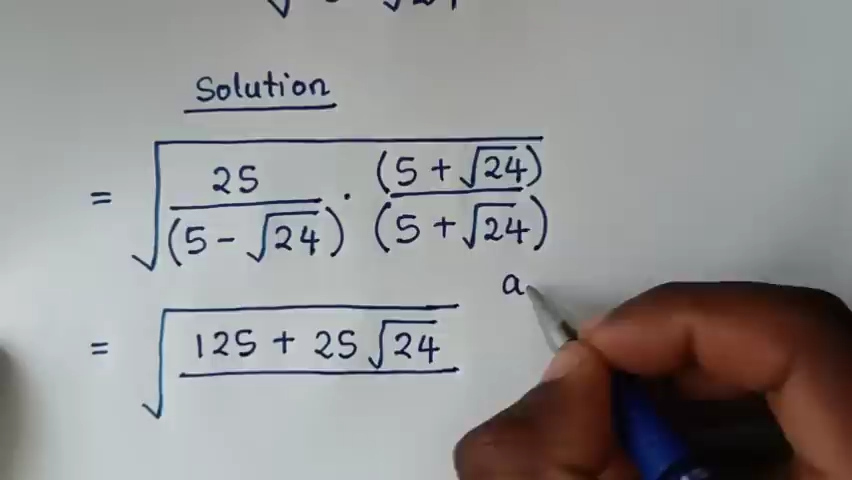 Solution
= √(25/(5 - √24) · (5 + √24)/(5 + √24))
a
= √(125 + 25√24